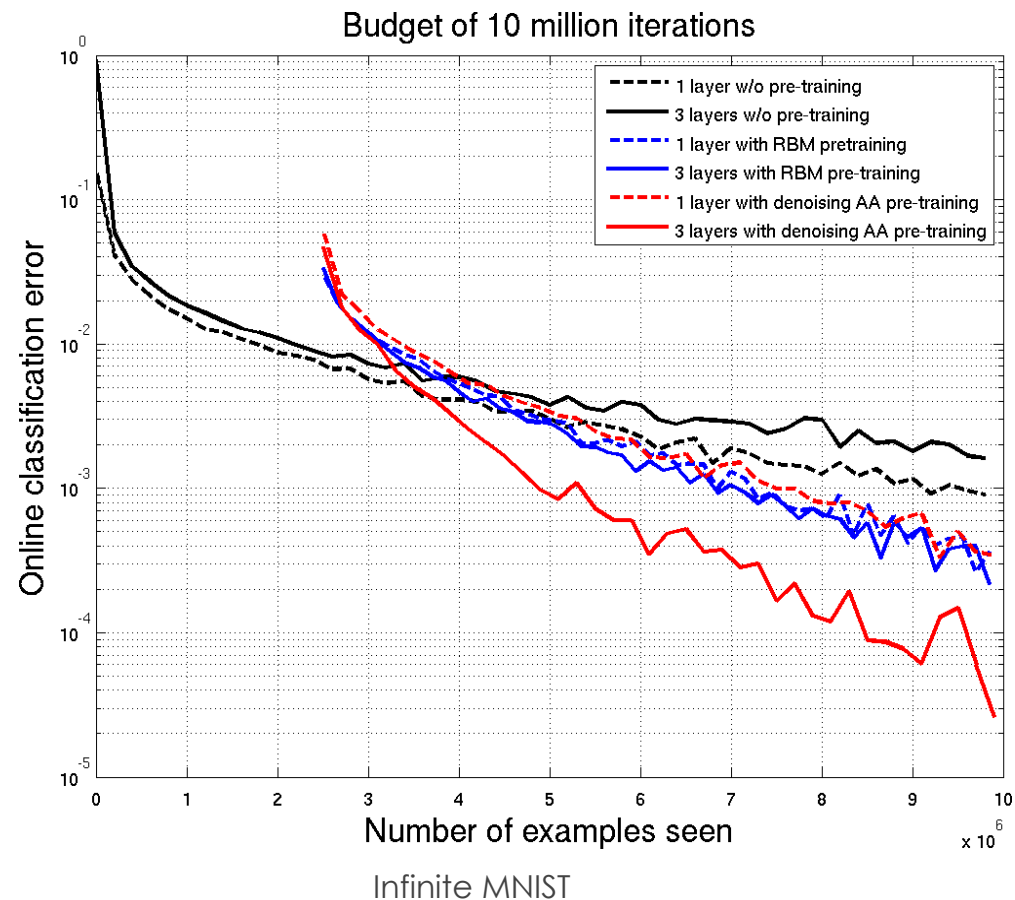 Budget of 10 million iterations
10^0
10^-1
10^-2
10^-3
10^-4
10^-5
Online classification error
1 layer w/o pre-training
3 layers w/o pre-training
1 layer with RBM pretraining
3 layers with RBM pre-training
1 layer with denoising AA pre-training
3 layers with denoising AA pre-training
0 1 2 3 4 5 6 7 8 9 10
Number of examples seen
x 10^6
Infinite MNIST